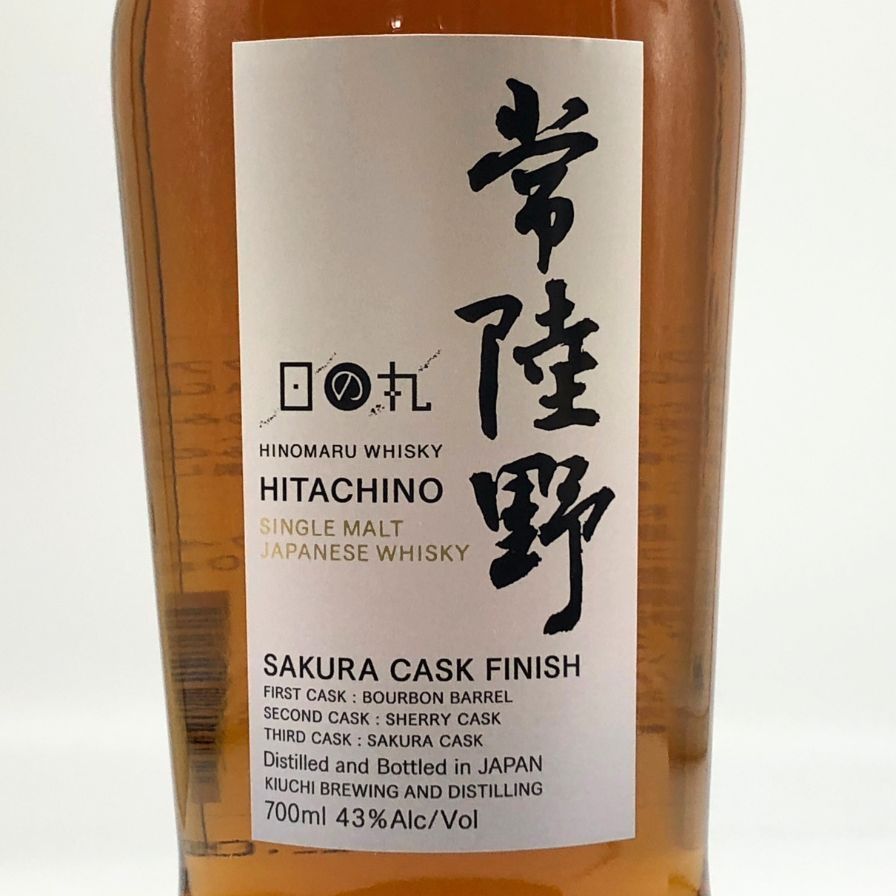 常陸野
日の丸
HINOMARU WHISKY
HITACHINO
SINGLE MALT
JAPANESE WHISKY
SAKURA CASK FINISH
FIRST CASK : BOURBON BARREL
SECOND CASK : SHERRY CASK
THIRD CASK : SAKURA CASK
Distilled and Bottled in JAPAN
KIUCHI BREWING AND DISTILLING
700ml 43%Alc/Vol